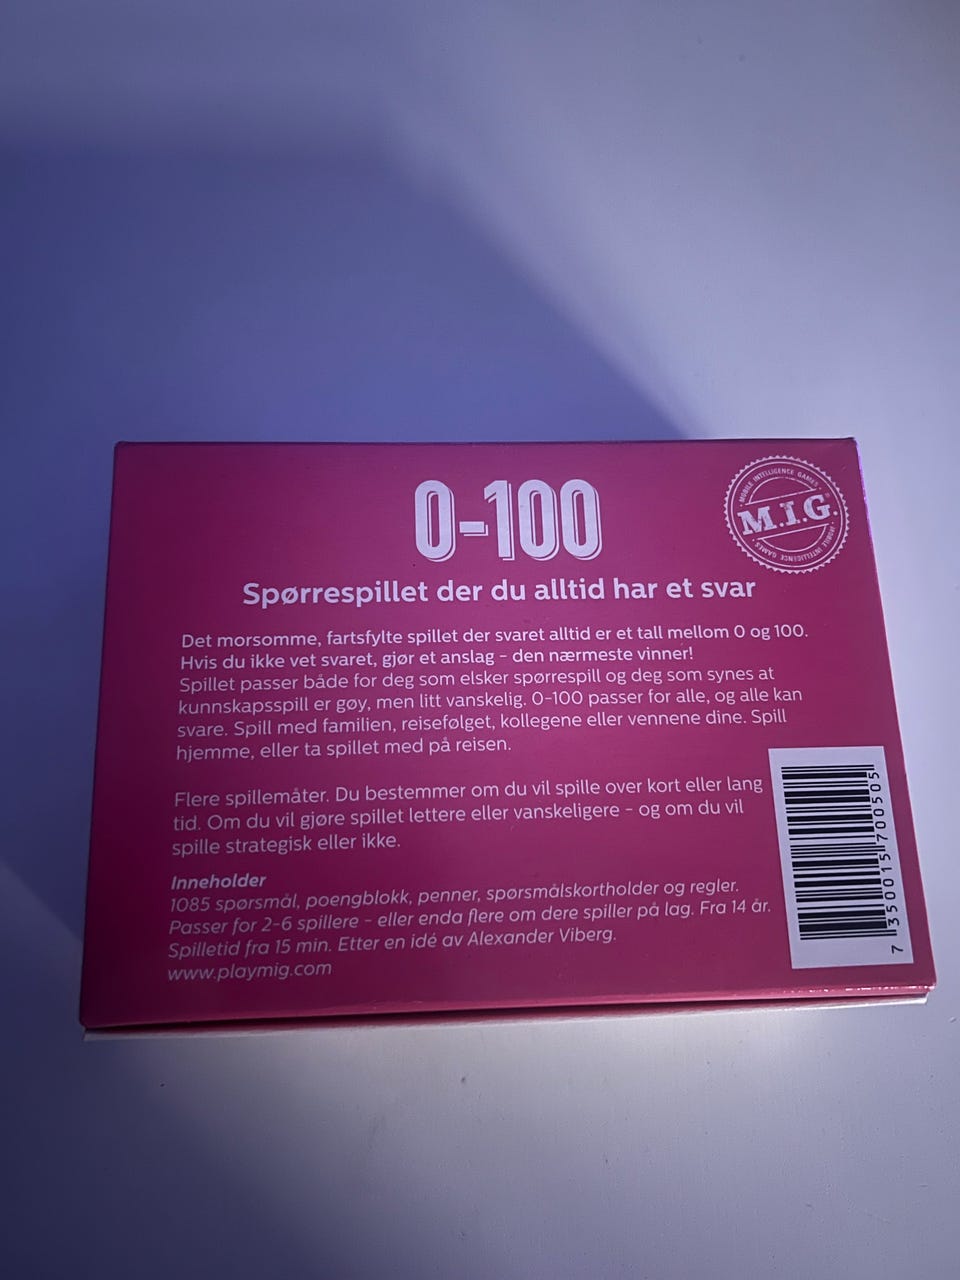 0-100
MOBILE INTELLIGENCE GAMES
M.I.G.®
MOBILE INTELLIGENCE GAMES
Spørrespillet der du alltid har et svar
Det morsomme, fartsfylte spillet der svaret alltid er et tall mellom 0 og 100.
Hvis du ikke vet svaret, gjør et anslag - den nærmeste vinner!
Spillet passer både for deg som elsker spørrespill og deg som synes at
kunnskapsspill er gøy, men litt vanskelig. 0-100 passer for alle, og alle kan
svare. Spill med familien, reisefølget, kollegene eller vennene dine. Spill
hjemme, eller ta spillet med på reisen.
Flere spillemåter. Du bestemmer om du vil spille over kort eller lang
tid. Om du vil gjøre spillet lettere eller vanskeligere - og om du vil
spille strategisk eller ikke.
Inneholder
1085 spørsmål, poengblokk, penner, spørsmålskortholder og regler.
Passer for 2-6 spillere - eller enda flere om dere spiller på lag. Fra 14 år.
Spilletid fra 15 min. Etter en idé av Alexander Viberg.
www.playmig.com
7 350015 700505